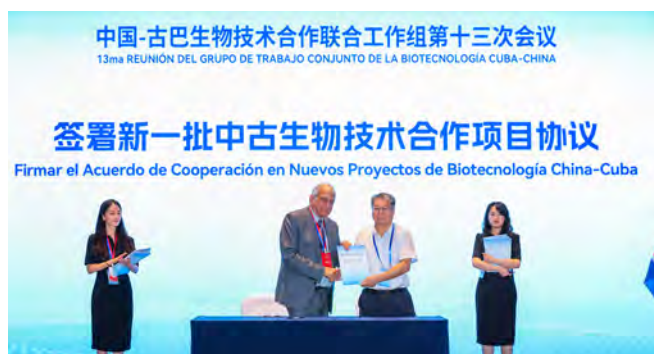 中国-古巴生物技术合作联合工作组第十三次会议
13ma REUNIÓN DEL GRUPO DE TRABAJO CONJUNTO DE LA BIOTECNOLOGÍA CUBA-CHINA
签署新一批中古生物技术合作项目协议
Firmar el Acuerdo de Cooperación en Nuevos Proyectos de Biotecnología China-Cuba